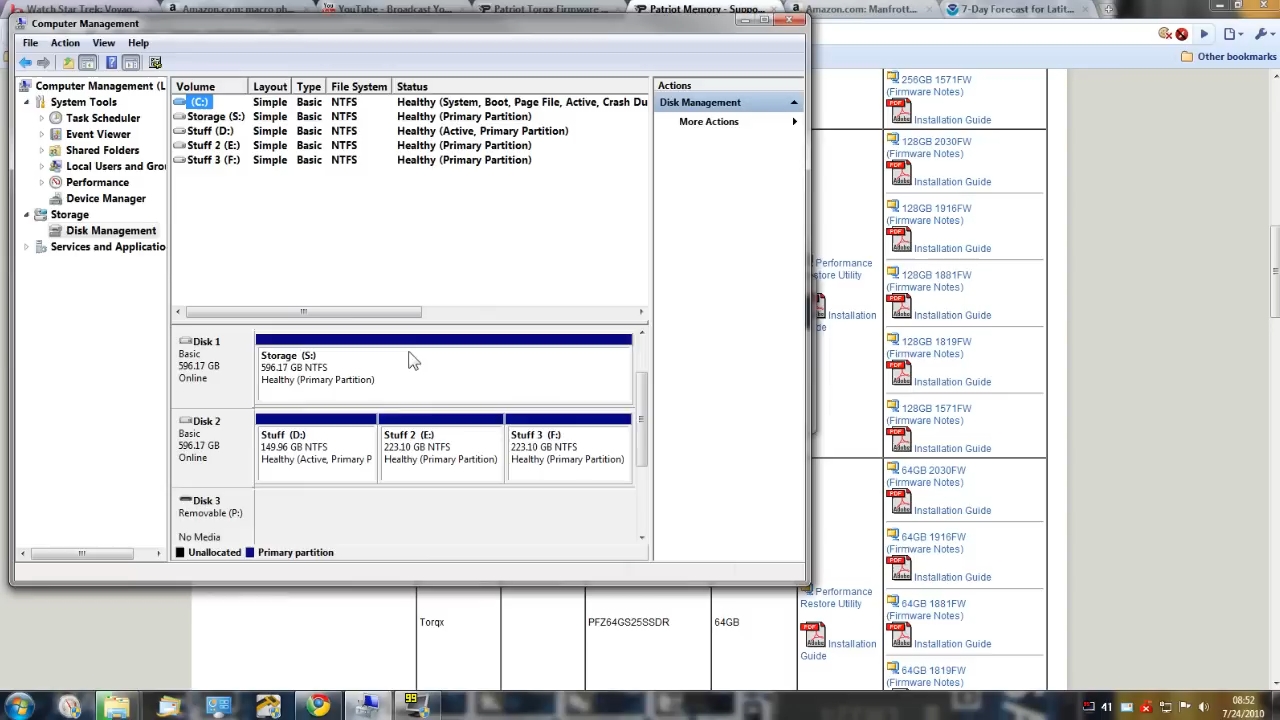 Watch Star Trek: Voyag...
Amazon.com: macro ph...
YouTube - Broadcast Yo...
Patriot Torqx Firmware ...
Patriot Memory - Suppo...
Amazon.com: Manfrott...
7-Day Forecast for Latit...
Computer Management
File Action View Help
Other bookmarks
Computer Management (L
System Tools
Task Scheduler
Event Viewer
Shared Folders
Local Users and Grou
Performance
Device Manager
Storage
Disk Management
Services and Applicatio
Volume Layout Type File System Status
(C:) Simple Basic NTFS Healthy (System, Boot, Page File, Active, Crash Du
Storage (S:) Simple Basic NTFS Healthy (Primary Partition)
Stuff (D:) Simple Basic NTFS Healthy (Active, Primary Partition)
Stuff 2 (E:) Simple Basic NTFS Healthy (Primary Partition)
Stuff 3 (F:) Simple Basic NTFS Healthy (Primary Partition)
Disk 1
Basic
596.17 GB
Online
Storage (S:)
596.17 GB NTFS
Healthy (Primary Partition)
Disk 2
Basic
596.17 GB
Online
Stuff (D:)
149.96 GB NTFS
Healthy (Active, Primary P
Stuff 2 (E:)
223.10 GB NTFS
Healthy (Primary Partition)
Stuff 3 (F:)
223.10 GB NTFS
Healthy (Primary Partition)
Disk 3
Removable (P:)
No Media
Unallocated Primary partition
Actions
Disk Management
More Actions
256GB 1571FW
(Firmware Notes)
Installation Guide
128GB 2030FW
(Firmware Notes)
Installation Guide
128GB 1916FW
(Firmware Notes)
Installation Guide
128GB 1881FW
(Firmware Notes)
Installation Guide
128GB 1819FW
(Firmware Notes)
Installation Guide
128GB 1571FW
(Firmware Notes)
Installation Guide
64GB 2030FW
(Firmware Notes)
Installation Guide
64GB 1916FW
(Firmware Notes)
Installation Guide
64GB 1881FW
(Firmware Notes)
Installation Guide
64GB 1819FW
(Firmware Notes)
Performance
store Utility
Installation
de
Torqx PFZ64GS25SSDR 64GB
Performance
Restore Utility
Installation
Guide
99
41
08:52
7/24/2010